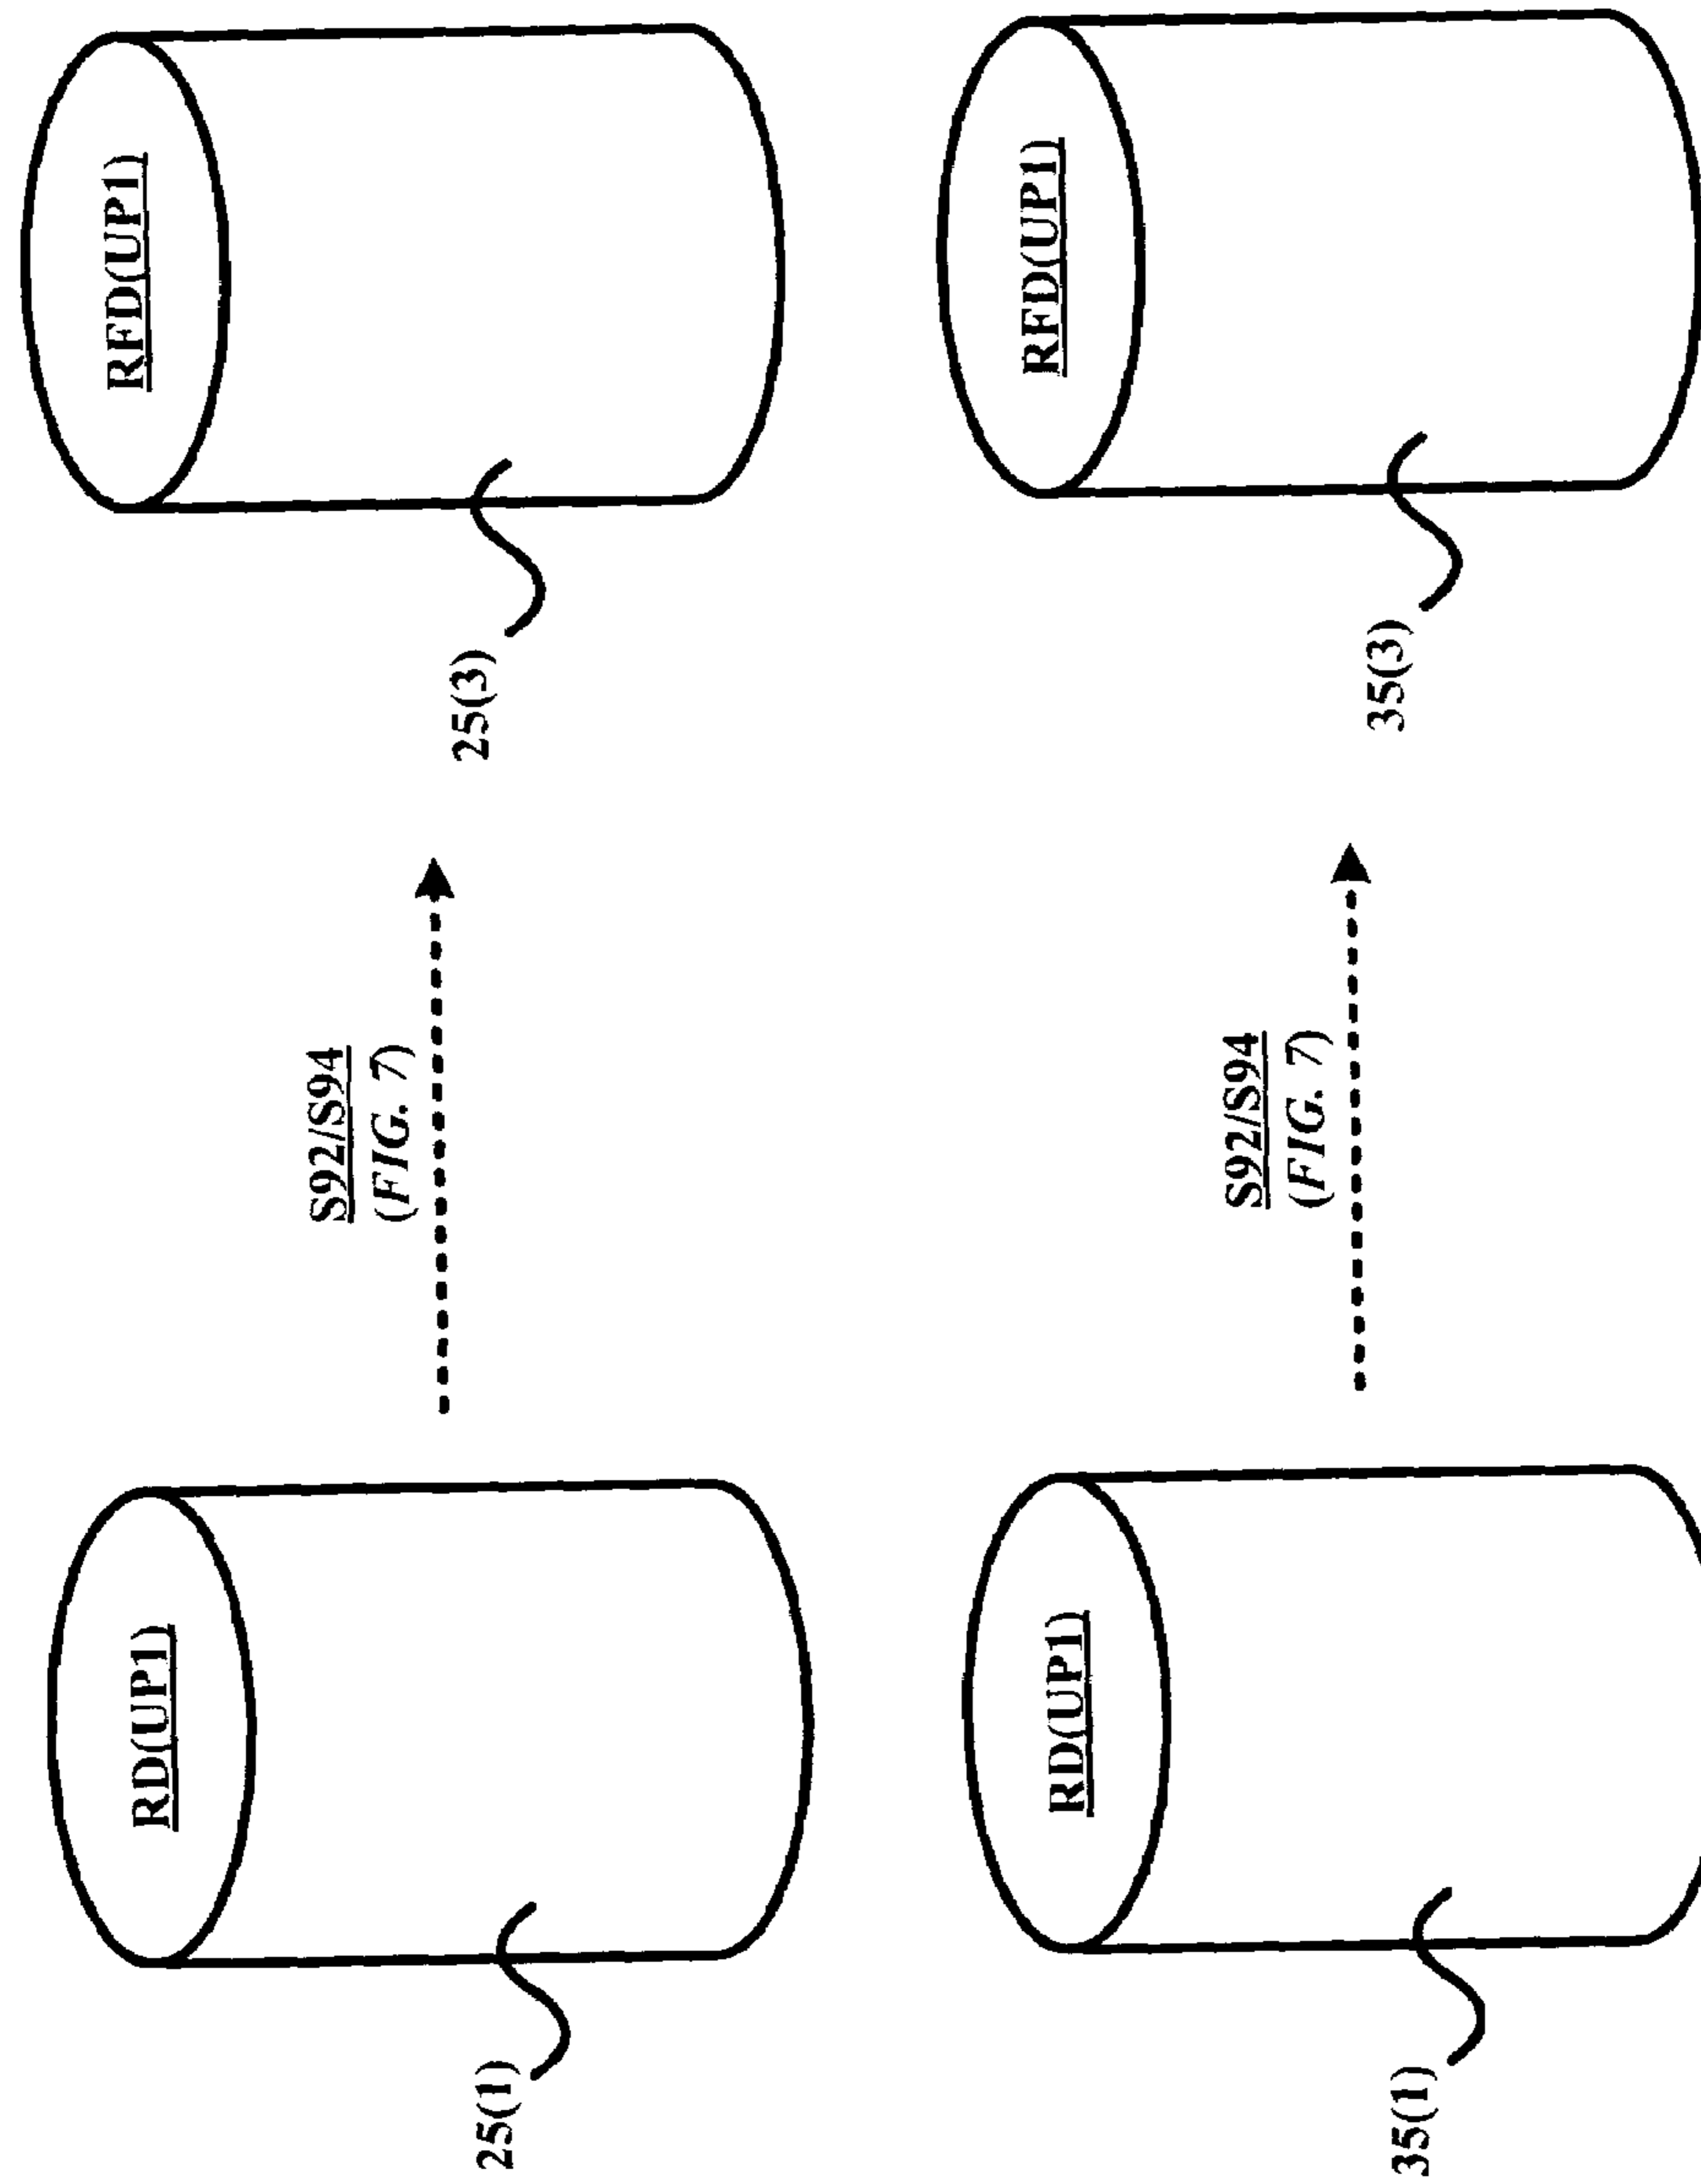 RD(UP1)
25(1)
S92/S94
(FIG. 7)
RFD(UP1)
25(3)
RD(UP1)
35(1)
S92/S94
(FIG. 7)
RFD(UP1)
35(3)